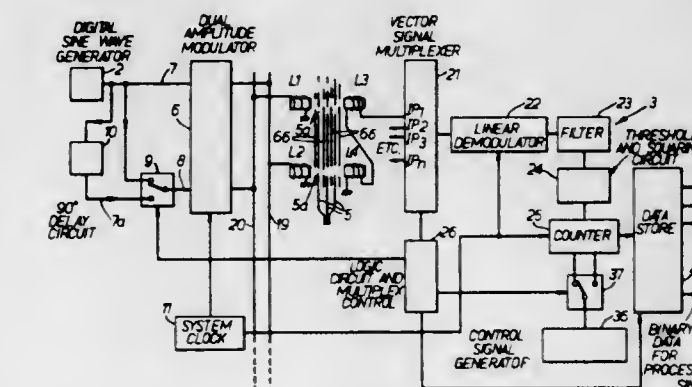 DIGITAL
SINE WAVE
GENERATOR
2
7
10
90°
DELAY
CIRCUIT
7a
9
8
DUAL
AMPLITUDE
MODULATOR
6
20
19
11
SYSTEM
CLOCK
L1
L3
5a
66
66
L2
L4
5a
5
VECTOR
SIGNAL
MULTIPLEXER
21
IP1
IP2
IP3
ETC.
IPn
LOGIC
CIRCUIT AND
MULTIPLEX
CONTROL
26
22
LINEAR
DEMODULATOR
23
FILTER
3
24
THRESHOLD
AND SQUARING
CIRCUIT
25
COUNTER
DATA
STORE
37
36
CONTROL
SIGNAL
GENERATOR
BINARY
DATA
FOR